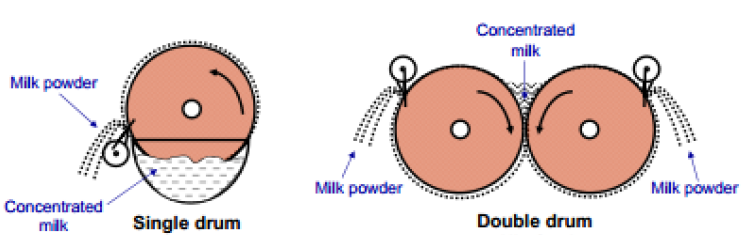 Milk powder
Concentrated
milk
Single drum
Concentrated
milk
Milk powder
Milk powder
Double drum